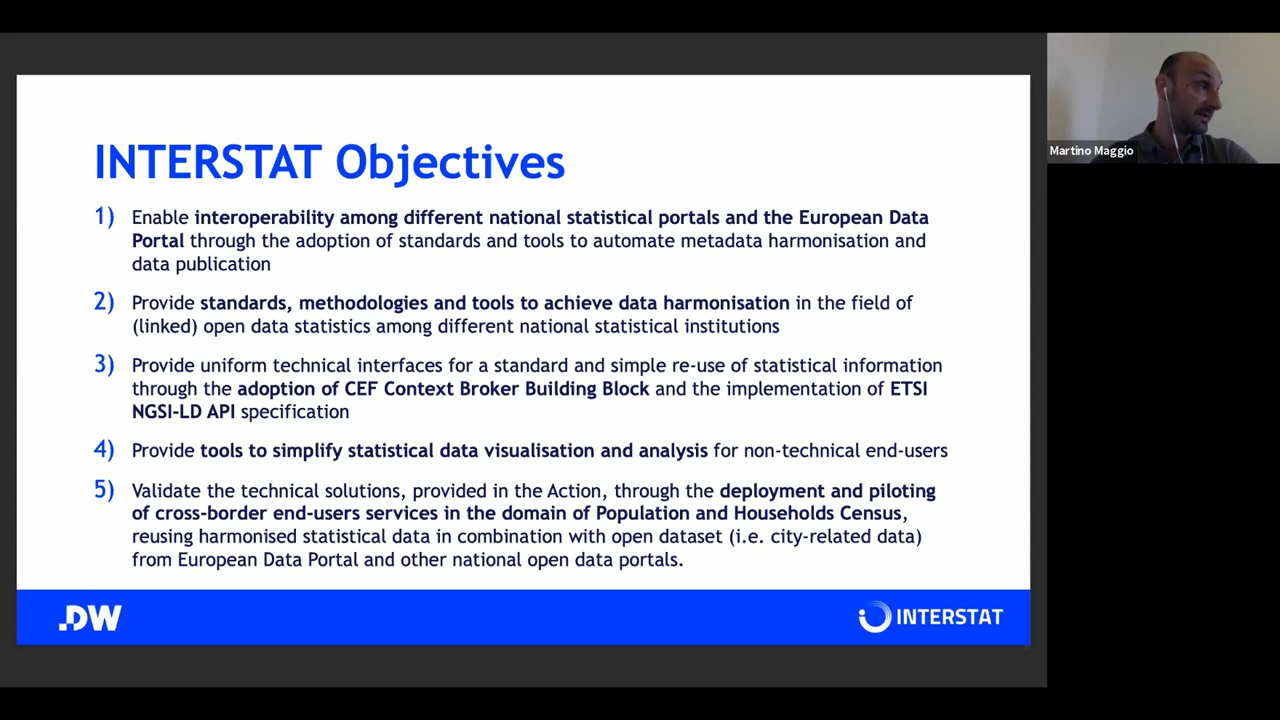 INTERSTAT Objectives
1) Enable interoperability among different national statistical portals and the European Data
Portal through the adoption of standards and tools to automate metadata harmonisation and
data publication
2) Provide standards, methodologies and tools to achieve data harmonisation in the field of
(linked) open data statistics among different national statistical institutions
3) Provide uniform technical interfaces for a standard and simple re-use of statistical information
through the adoption of CEF Context Broker Building Block and the implementation of ETSI
NGSI-LD API specification
4) Provide tools to simplify statistical data visualisation and analysis for non-technical end-users
5) Validate the technical solutions, provided in the Action, through the deployment and piloting
of cross-border end-users services in the domain of Population and Households Census,
reusing harmonised statistical data in combination with open dataset (i.e. city-related data)
from European Data Portal and other national open data portals.
.DW
INTERSTAT
Martino Maggio